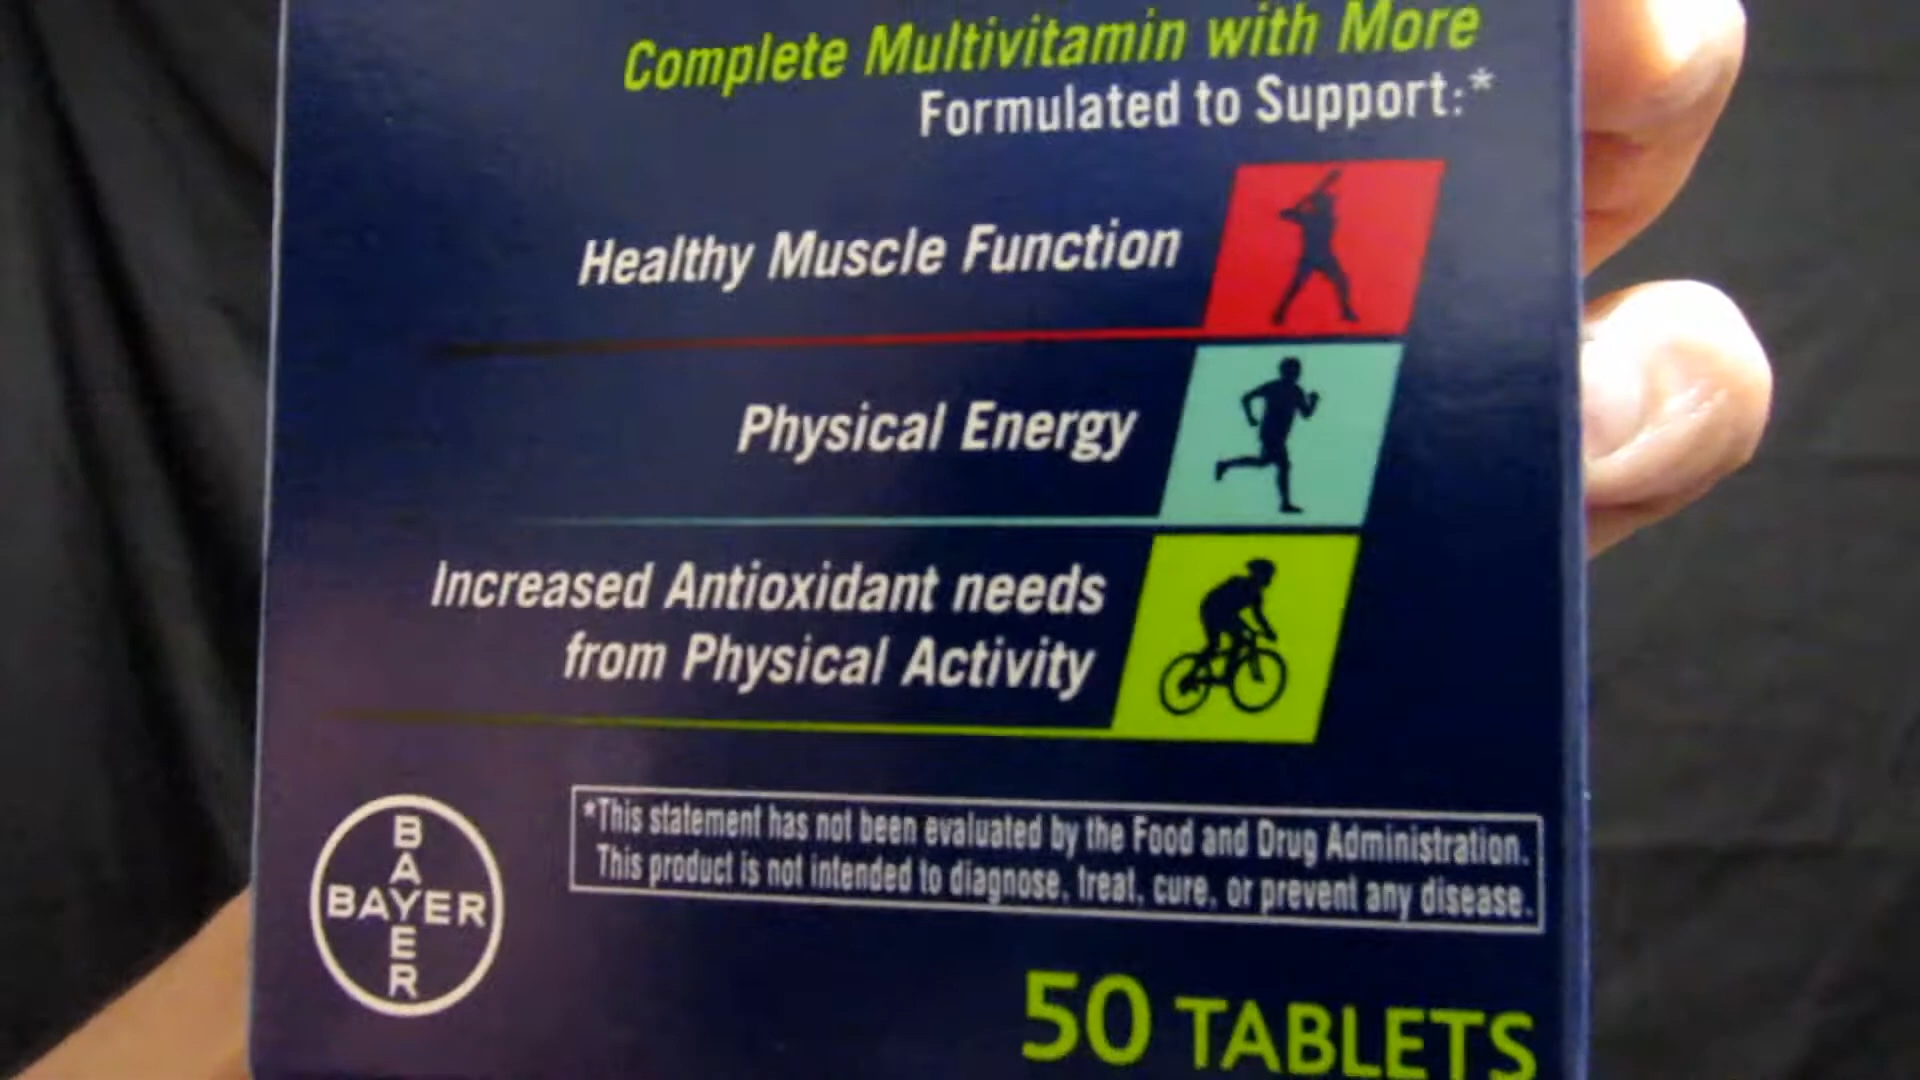 Complete Multivitamin with More
Formulated to Support:*
Healthy Muscle Function
Physical Energy
Increased Antioxidant needs
from Physical Activity
BAYER
BAYER
*This statement has not been evaluated by the Food and Drug Administration.
This product is not intended to diagnose, treat, cure, or prevent any disease.
50 TABLETS